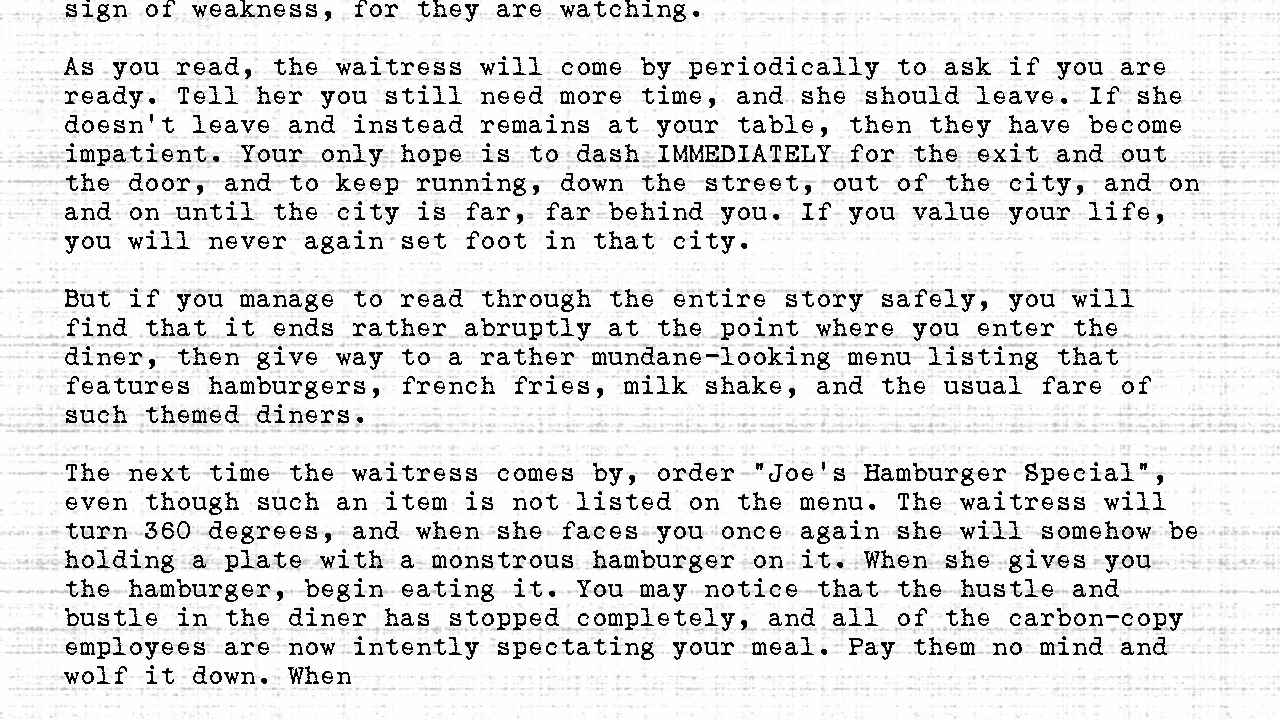 sign of weakness, for they are watching.
As you read, the waitress will come by periodically to ask if you are
ready. Tell her you still need more time, and she should leave. If she
doesn't leave and instead remains at your table, then they have become
impatient. Your only hope is to dash IMMEDIATELY for the exit and out
the door, and to keep running, down the street, out of the city, and on
and on until the city is far, far behind you. If you value your life,
you will never again set foot in that city.
But if you manage to read through the entire story safely, you will
find that it ends rather abruptly at the point where you enter the
diner, then give way to a rather mundane-looking menu listing that
features hamburgers, french fries, milk shake, and the usual fare of
such themed diners.
The next time the waitress comes by, order "Joe's Hamburger Special",
even though such an item is not listed on the menu. The waitress will
turn 360 degrees, and when she faces you once again she will somehow be
holding a plate with a monstrous hamburger on it. When she gives you
the hamburger, begin eating it. You may notice that the hustle and
bustle in the diner has stopped completely, and all of the carbon-copy
employees are now intently spectating your meal. Pay them no mind and
wolf it down. When